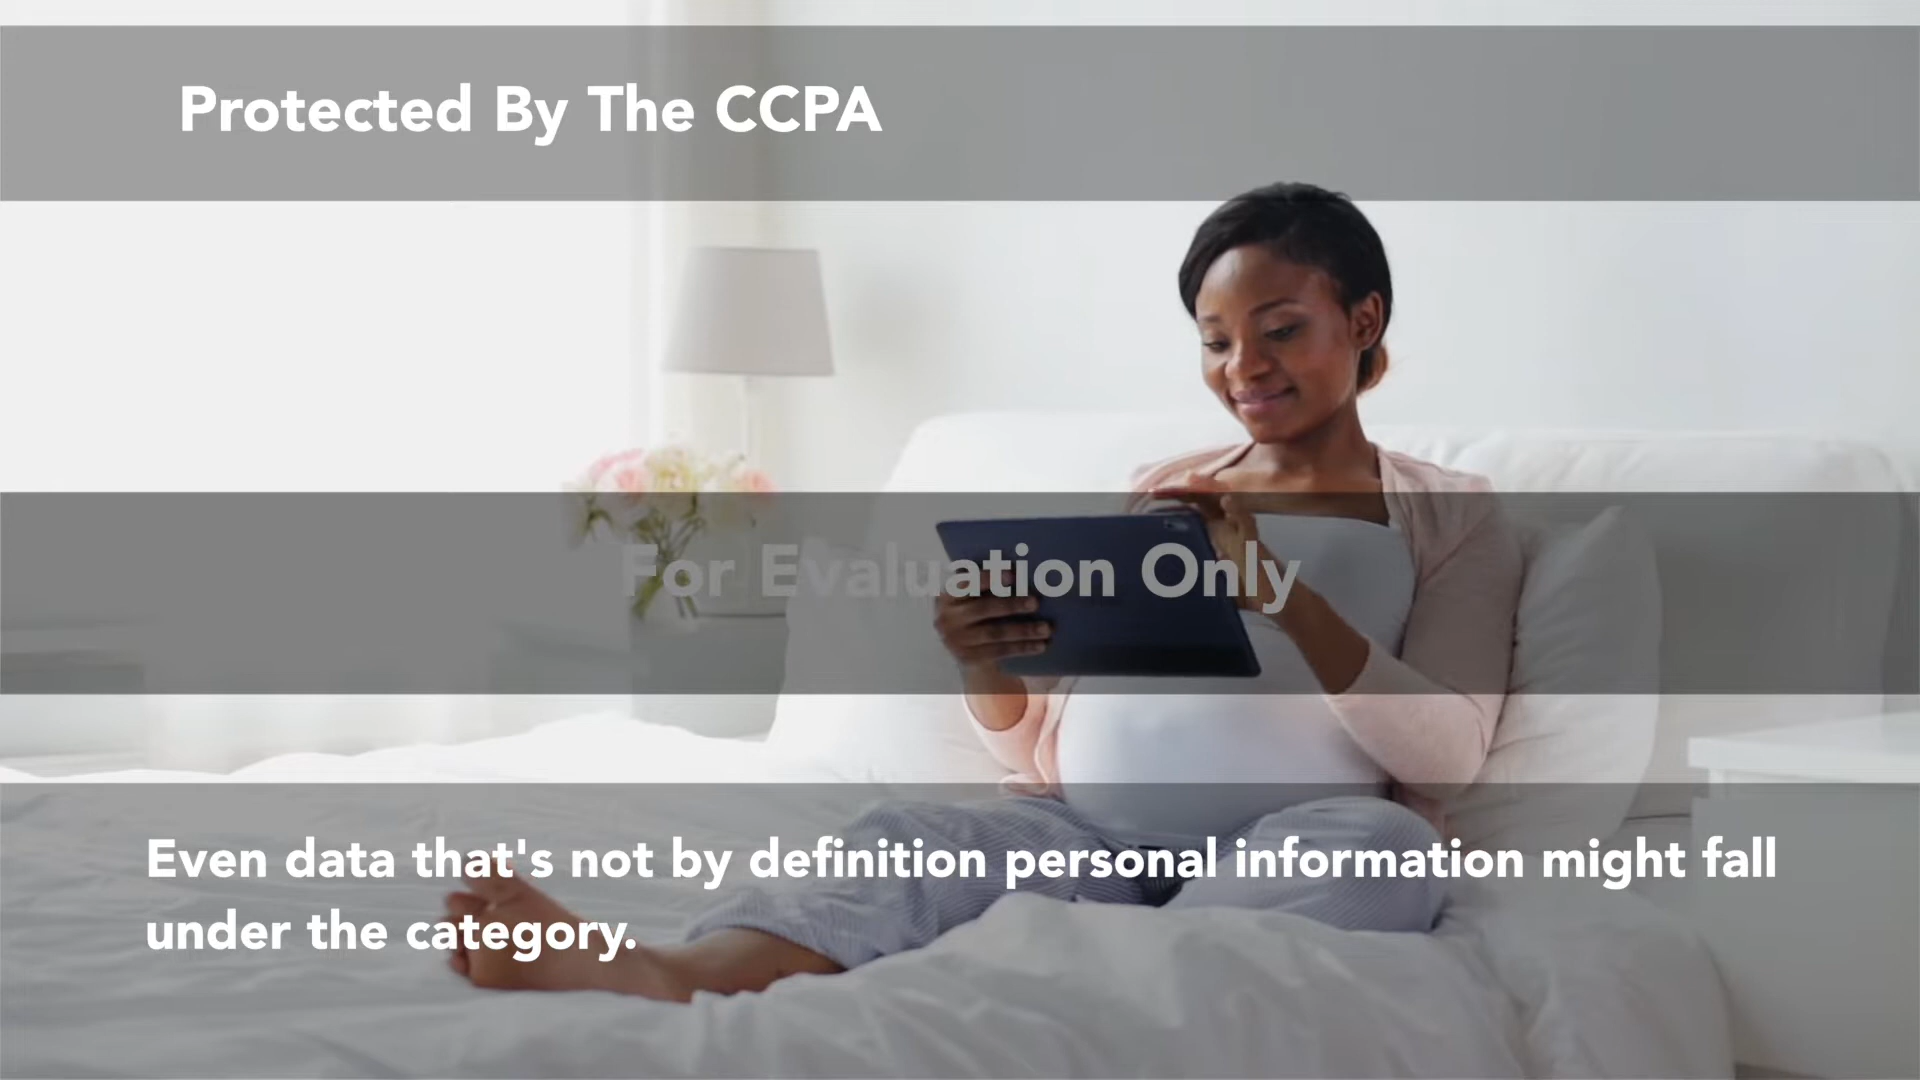 Protected By The CCPA
For Evaluation Only
Even data that's not by definition personal information might fall
under the category.